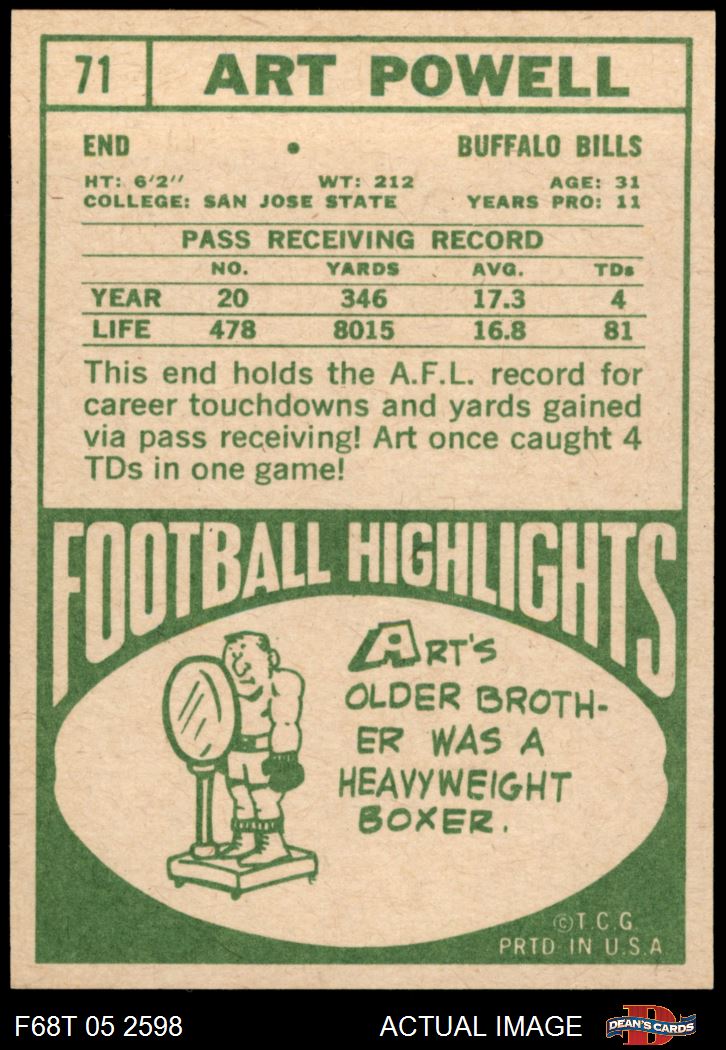 71 ART POWELL
END • BUFFALO BILLS
HT: 6'2" WT: 212 AGE: 31
COLLEGE: SAN JOSE STATE YEARS PRO: 11
PASS RECEIVING RECORD
NO. YARDS AVG. TDs
YEAR 20 346 17.3 4
LIFE 478 8015 16.8 81
This end holds the A.F.L. record for
career touchdowns and yards gained
via pass receiving! Art once caught 4
TDs in one game!
FOOTBALL HIGHLIGHTS
ART'S
OLDER BROTH-
ER WAS A
HEAVYWEIGHT
BOXER.
©T.C.G.
PRTD IN U.S.A
F68T 05 2598 ACTUAL IMAGE D DEAN'S CARDS